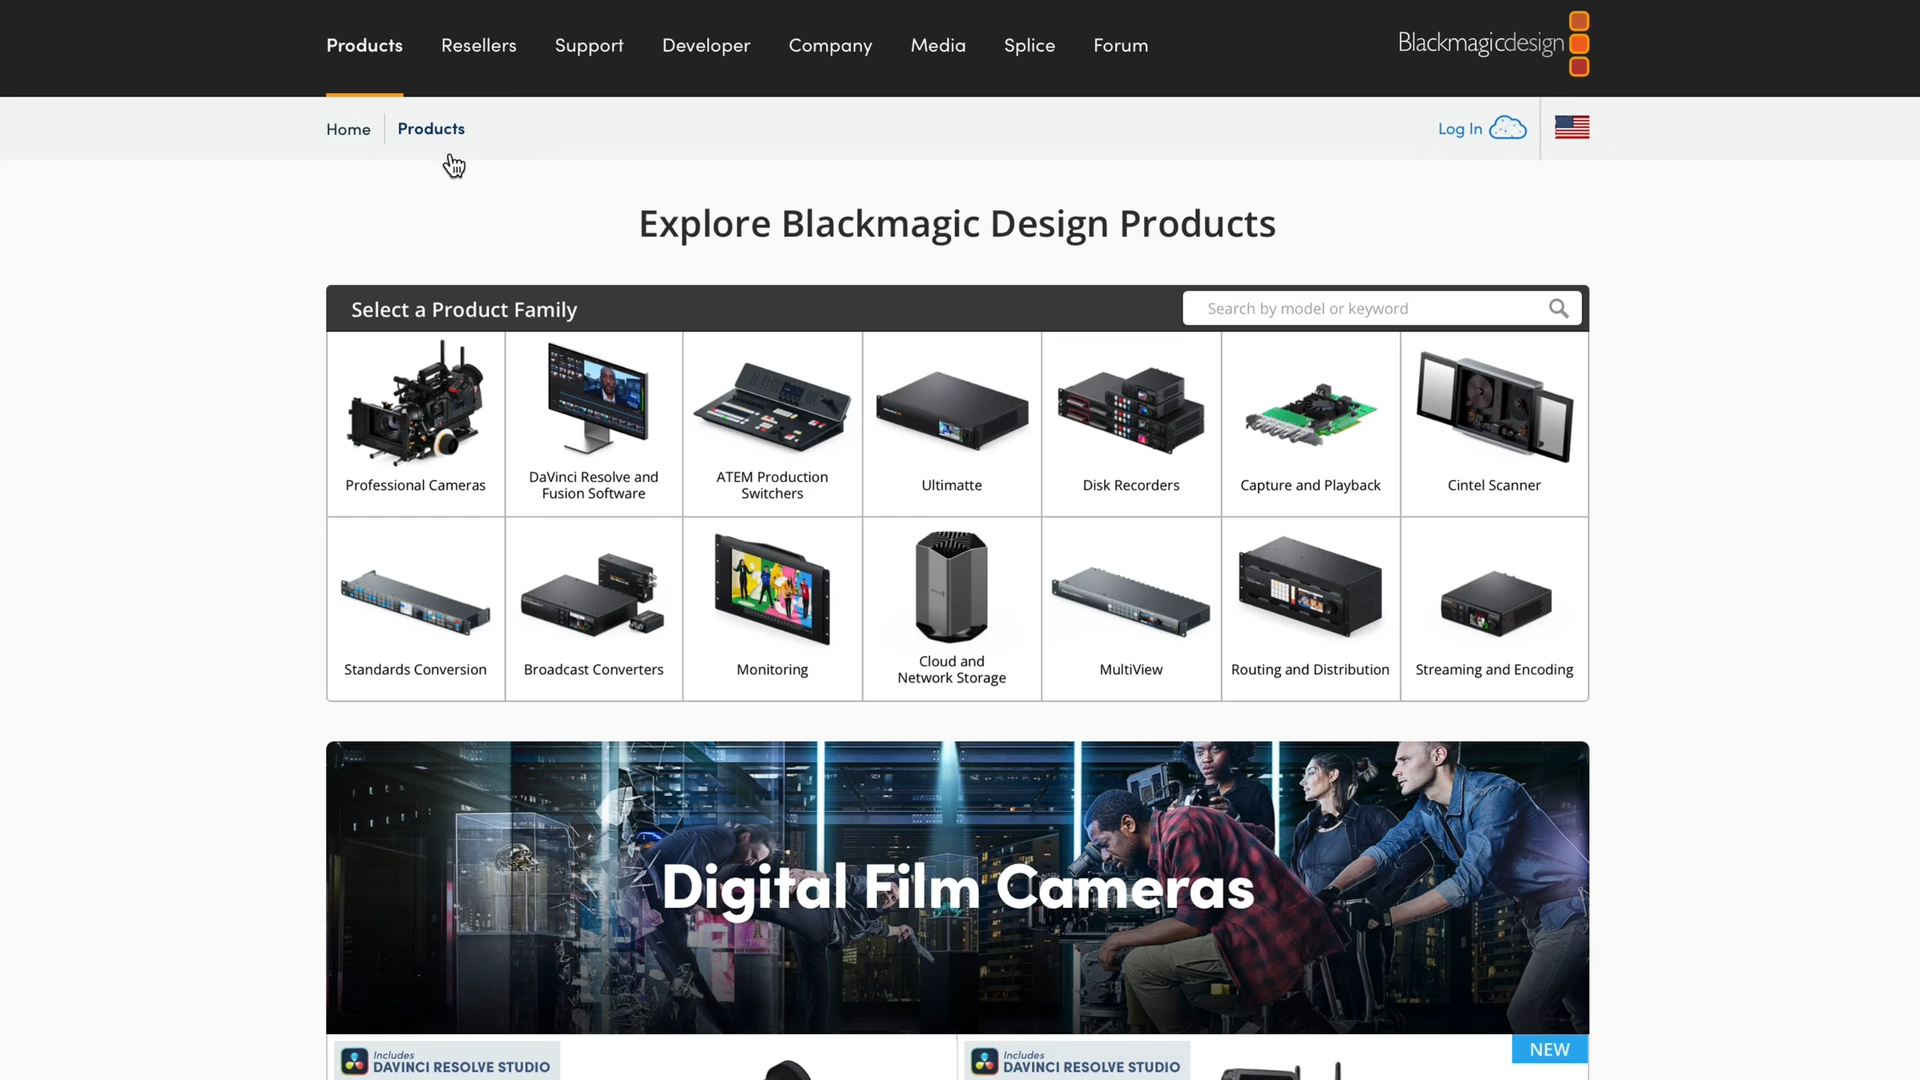 Products Resellers Support Developer Company Media Splice Forum
Blackmagicdesign
Home Products
Log In
Explore Blackmagic Design Products
Select a Product Family
Search by model or keyword
Professional Cameras
DaVinci Resolve and
Fusion Software
ATEM Production
Switchers
Ultimatte
Disk Recorders
Capture and Playback
Cintel Scanner
Standards Conversion
Broadcast Converters
Monitoring
Cloud and
Network Storage
MultiView
Routing and Distribution
Streaming and Encoding
Digital Film Cameras
Includes
DAVINCI RESOLVE STUDIO
Includes
DAVINCI RESOLVE STUDIO
NEW